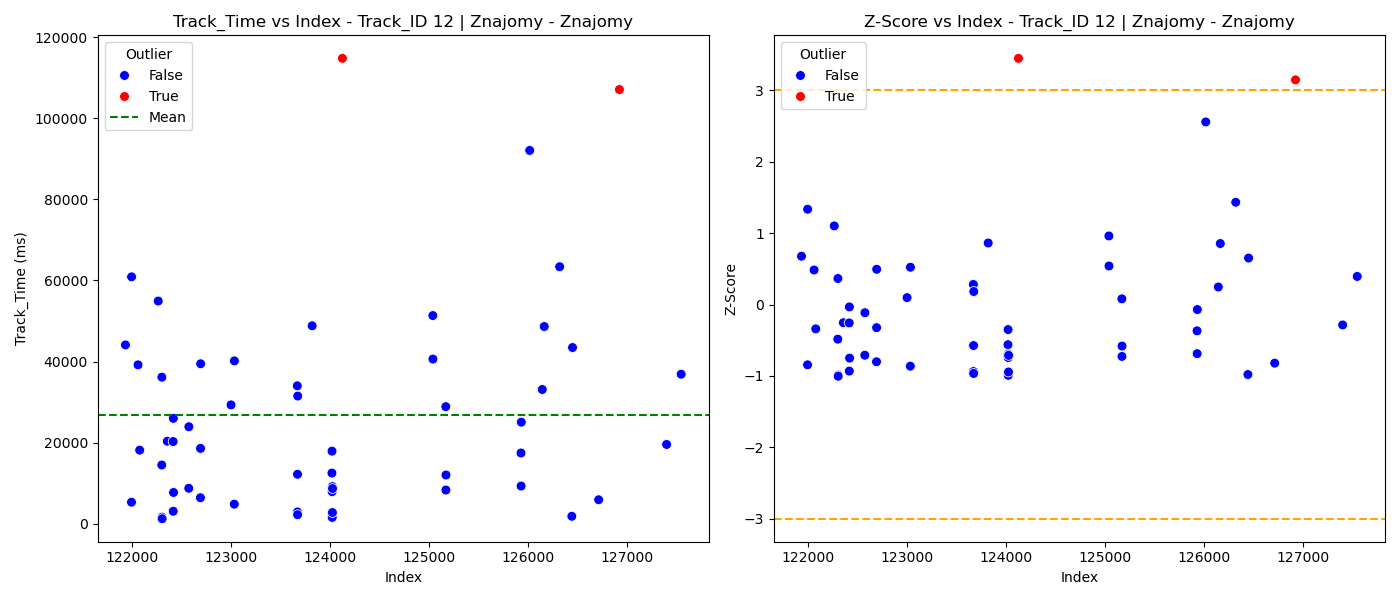 Track_Time vs Index - Track_ID 12 | Znajomy - Znajomy
Outlier
False
True
Mean
120000
100000
80000
60000
40000
20000
0
Track_Time (ms)
122000 123000 124000 125000 126000 127000
Index
Z-Score vs Index - Track_ID 12 | Znajomy - Znajomy
Outlier
False
True
3
2
1
0
−1
−2
−3
Z-Score
122000 123000 124000 125000 126000 127000
Index